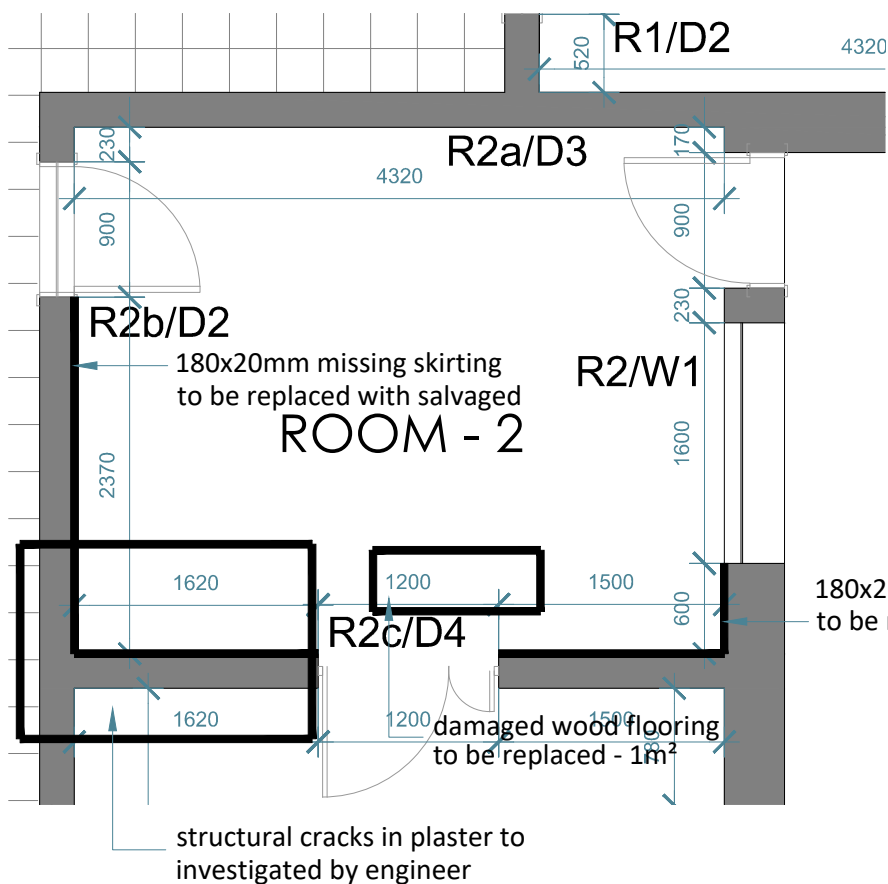 R1/D2
520
4320
230
R2a/D3
170
4320
900
900
R2b/D2
230
180x20mm missing skirting
to be replaced with salvaged
R2/W1
ROOM - 2
1600
2370
1620
1200
1500
600
180x2
to be
R2c/D4
1620
1200
1500
780
damaged wood flooring
to be replaced - 1m²
structural cracks in plaster to
investigated by engineer